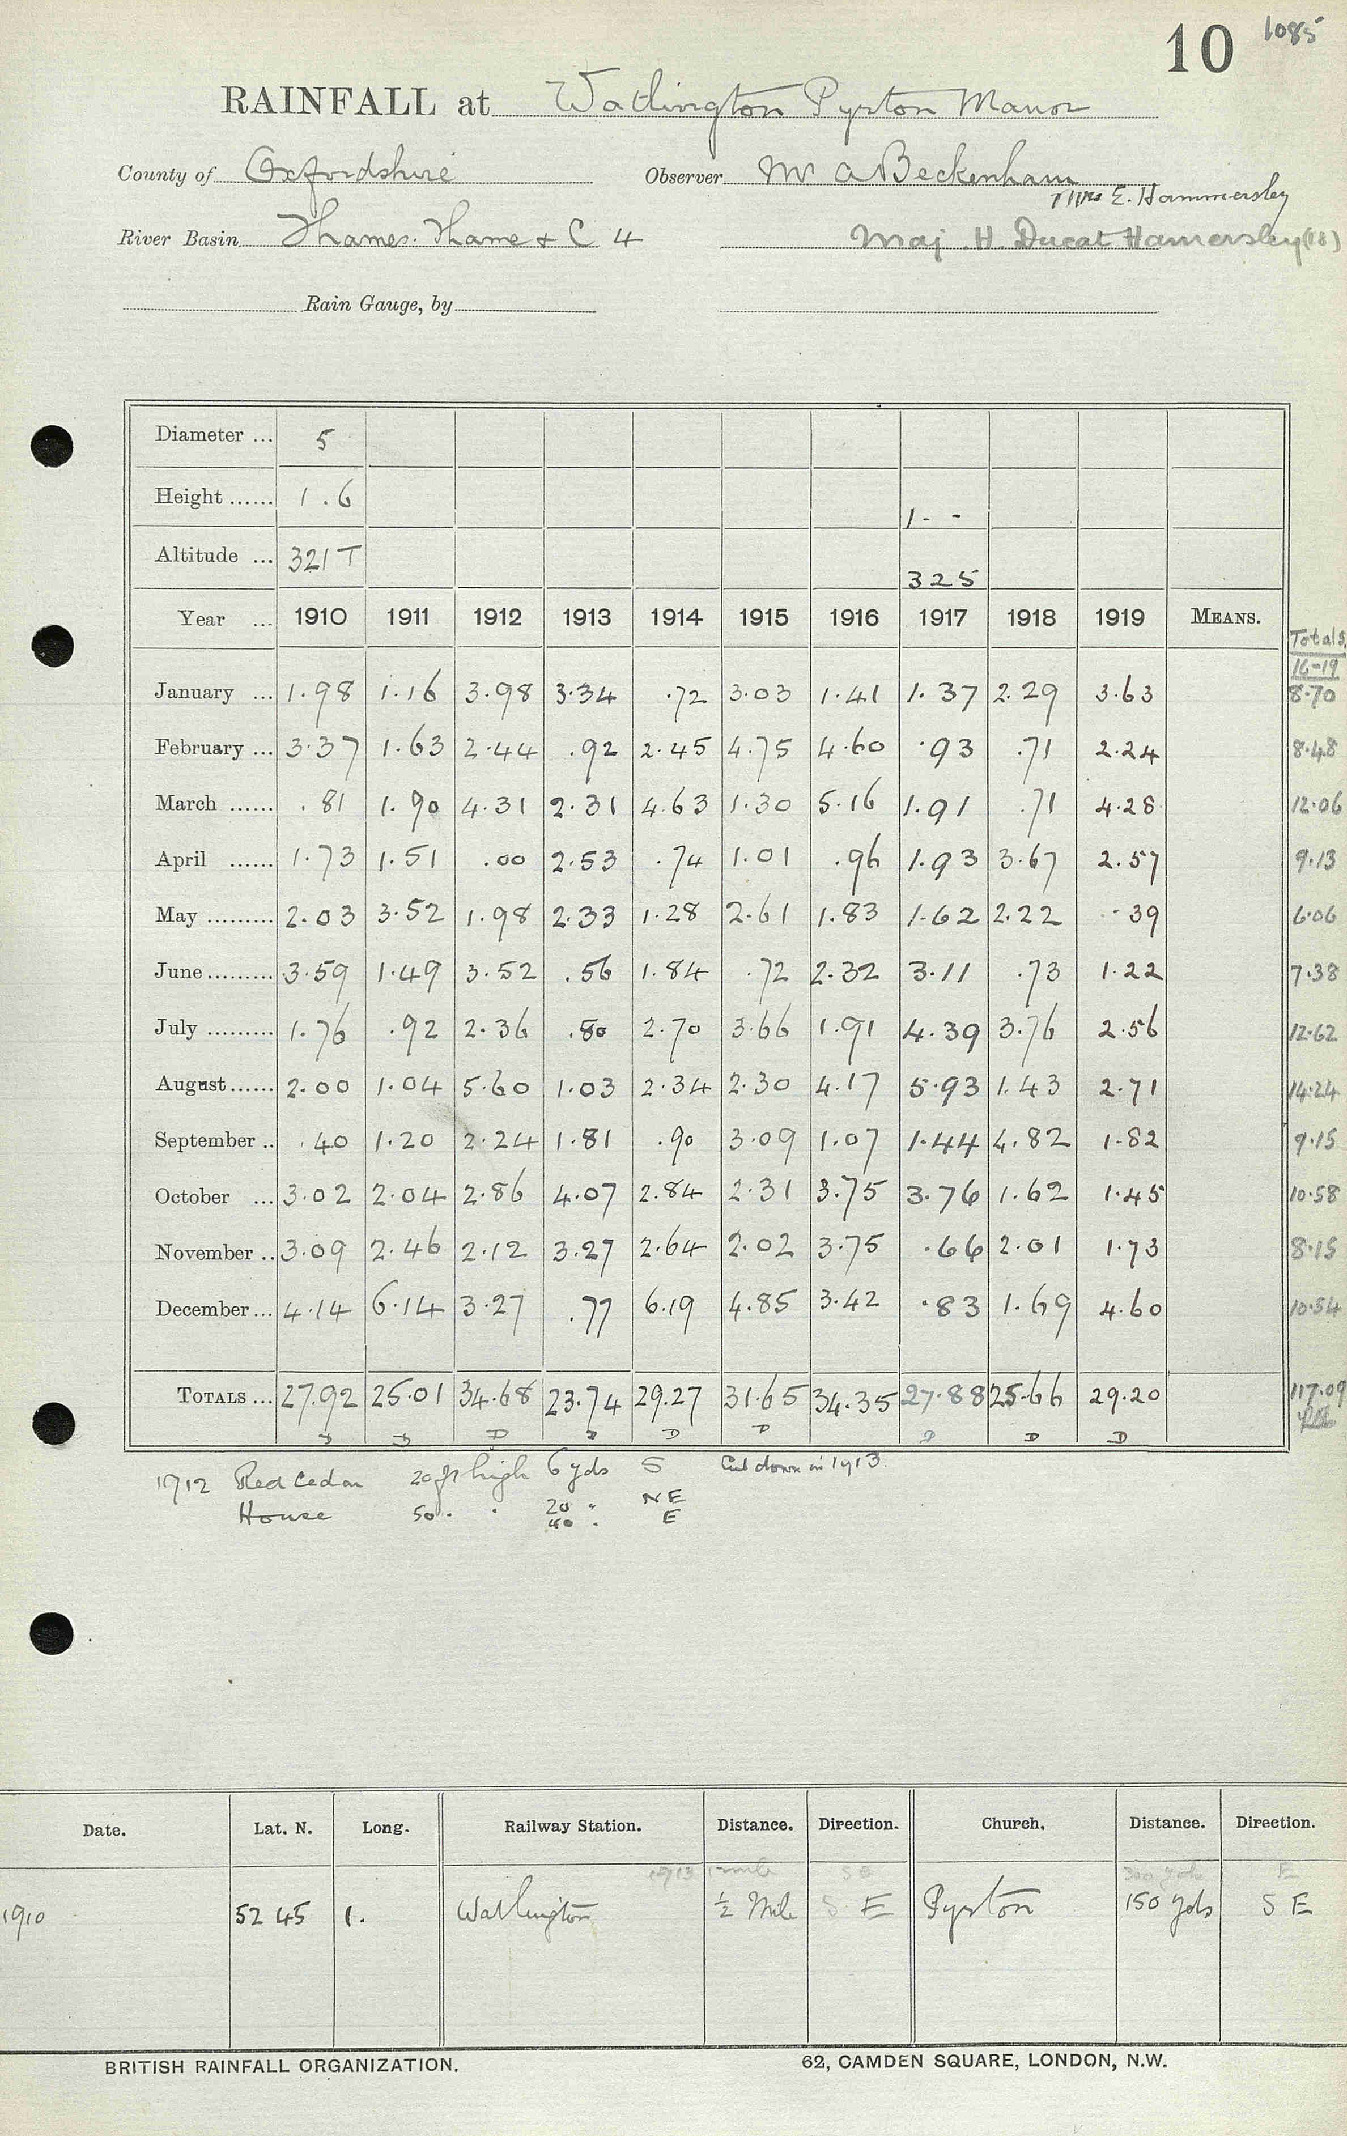 10 1085
RAINFALL at Watlington Pyrton Manor
County of Oxfordshire Observer Mr A Beckenham
Mrs E. Hammersley
River Basin Thames. Thame & C 4 Maj. H. Ducat Hamersley (18)
Rain Gauge, by
Diameter ... 5
Height ...... 1.6 1 - -
Altitude ... 321 T 325
Year ... 1910 1911 1912 1913 1914 1915 1916 1917 1918 1919 MEANS. Totals
16-19
January ... 1.98 1.16 3.98 3.34 .72 3.03 1.41 1.37 2.29 3.63 8.70
February ... 3.37 1.63 2.44 .92 2.45 4.75 4.60 .93 .71 2.24 8.48
March ...... .81 1.90 4.31 2.31 4.63 1.30 5.16 1.91 .71 4.28 12.06
April ...... 1.73 1.51 .00 2.53 .74 1.01 .96 1.93 3.67 2.57 9.13
May ......... 2.03 3.52 1.98 2.33 1.28 2.61 1.83 1.62 2.22 .39 6.06
June ......... 3.59 1.49 3.52 .56 1.84 .72 2.32 3.11 .73 1.22 7.38
July ......... 1.76 .92 2.36 .80 2.70 3.66 1.91 4.39 3.76 2.56 12.62
August ...... 2.00 1.04 5.60 1.03 2.34 2.30 4.17 5.93 1.43 2.71 14.24
September .. .40 1.20 2.24 1.81 .90 3.09 1.07 1.44 4.82 1.82 9.15
October ... 3.02 2.04 2.86 4.07 2.84 2.31 3.75 3.76 1.62 1.45 10.58
November .. 3.09 2.46 2.12 3.27 2.64 2.02 3.75 .66 2.01 1.73 8.15
December ... 4.14 6.14 3.27 .77 6.19 4.85 3.42 .83 1.69 4.60 10.54
TOTALS ... 27.92 25.01 34.68 23.74 29.27 31.65 34.35 27.88 25.66 29.20 117.09
D D D D D D D D D
1912 Red Cedar 20 ft high 6 yds S Cut down in 1913.
House 50 " " 20 " NE
40 " E
Date. Lat. N. Long. Railway Station. Distance. Direction. Church. Distance. Direction.
1913 1 mile SE E
1910 52 45 1. Watlington ½ Mile S E Pyrton 150 yds S E
BRITISH RAINFALL ORGANIZATION. 62, CAMDEN SQUARE, LONDON, N.W.